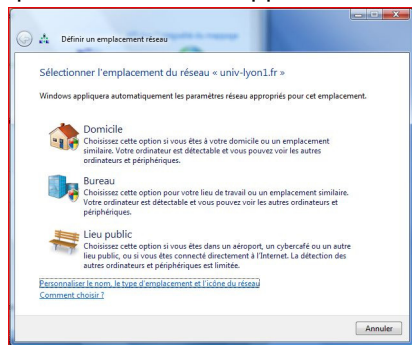 Définir un emplacement réseau
Sélectionner l'emplacement du réseau « univ-lyon1.fr »
Windows appliquera automatiquement les paramètres réseau appropriés pour cet emplacement.
Domicile
Choisissez cette option si vous êtes à votre domicile ou un emplacement
similaire. Votre ordinateur est détectable et vous pouvez voir les autres
ordinateurs et périphériques.
Bureau
Choisissez cette option pour votre lieu de travail ou un emplacement similaire.
Votre ordinateur est détectable et vous pouvez voir les autres ordinateurs et
périphériques.
Lieu public
Choisissez cette option si vous êtes dans un aéroport, un cybercafé ou un autre
lieu public, ou si vous êtes connecté directement à l'Internet. La détection des
autres ordinateurs et périphériques est limitée.
Personnaliser le nom, le type d'emplacement et l'icône du réseau
Comment choisir ?
Annuler